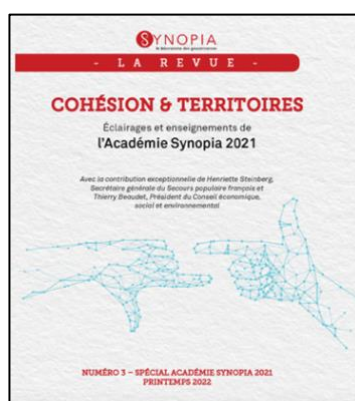 SYNOPIA
- LA REVUE -
COHÉSION & TERRITOIRES
Éclairages et enseignements de
l'Académie Synopia 2021
Avec la contribution exceptionnelle de Henriette Steinberg,
Secrétaire générale du Secours populaire français et
Thierry Beaudet, Président du Conseil économique,
social et environnemental
NUMÉRO 3 – SPÉCIAL ACADÉMIE SYNOPIA 2021
PRINTEMPS 2022